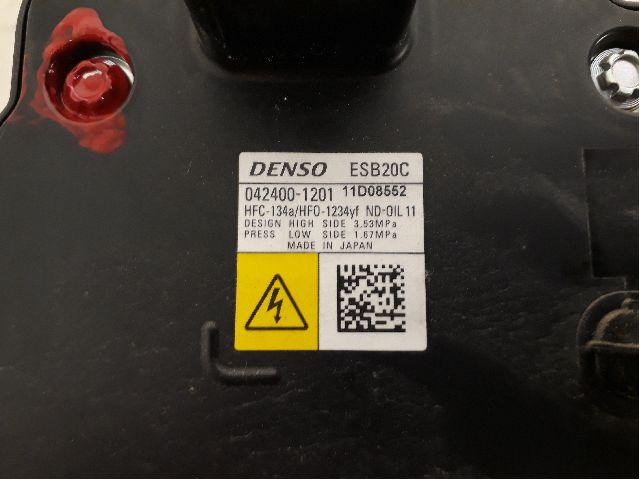 DENSO ESB20C
042400-1201 11D08552
HFC-134a/HFO-1234yf ND-OIL 11
DESIGN HIGH SIDE 3.53MPa
PRESS LOW SIDE 1.67MPa
MADE IN JAPAN